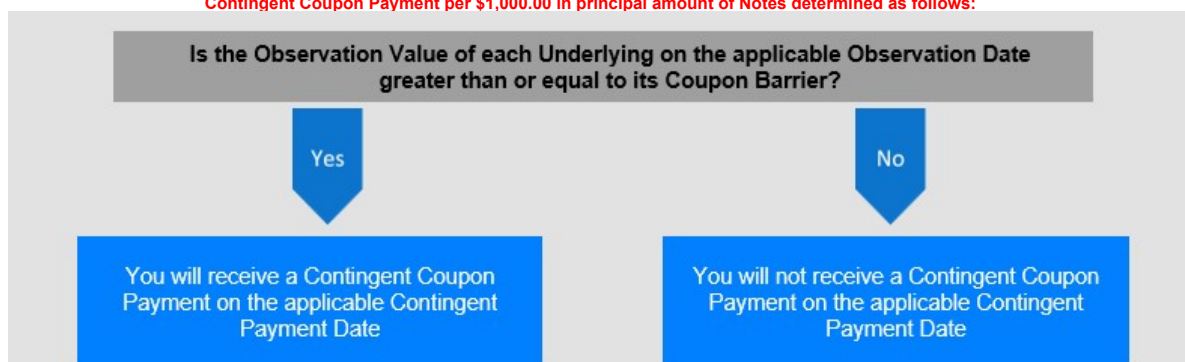 Contingent Coupon Payment per $1,000.00 in principal amount of Notes determined as follows:
Is the Observation Value of each Underlying on the applicable Observation Date
greater than or equal to its Coupon Barrier?
Yes
No
You will receive a Contingent Coupon
Payment on the applicable Contingent
Payment Date
You will not receive a Contingent Coupon
Payment on the applicable Contingent
Payment Date